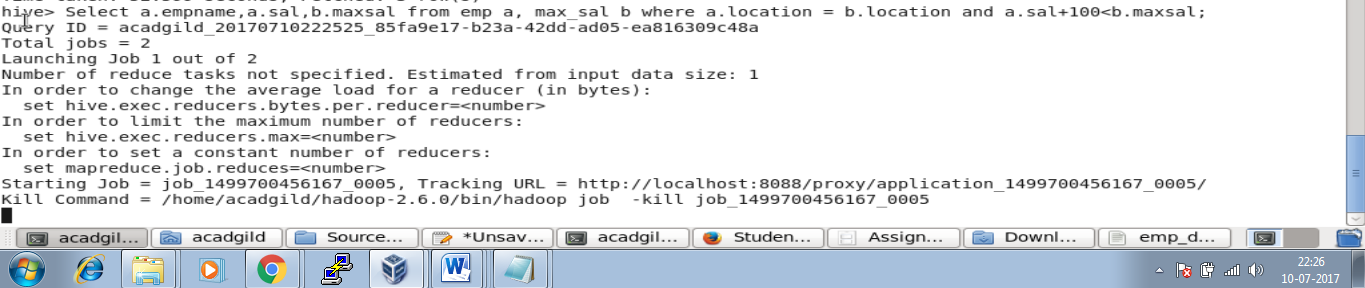 hive> Select a.empname,a.sal,b.maxsal from emp a, max_sal b where a.location = b.location and a.sal+100<b.maxsal;
Query ID = acadgild_20170710222525_85fa9e17-b23a-42dd-ad05-ea816309c48a
Total jobs = 2
Launching Job 1 out of 2
Number of reduce tasks not specified. Estimated from input data size: 1
In order to change the average load for a reducer (in bytes):
  set hive.exec.reducers.bytes.per.reducer=<number>
In order to limit the maximum number of reducers:
  set hive.exec.reducers.max=<number>
In order to set a constant number of reducers:
  set mapreduce.job.reduces=<number>
Starting Job = job_1499700456167_0005, Tracking URL = http://localhost:8088/proxy/application_1499700456167_0005/
Kill Command = /home/acadgild/hadoop-2.6.0/bin/hadoop job  -kill job_1499700456167_0005
acadgil... acadgild Source... *Unsav... acadgil... Studen... Assign... Downl... emp_d...
22:26
10-07-2017